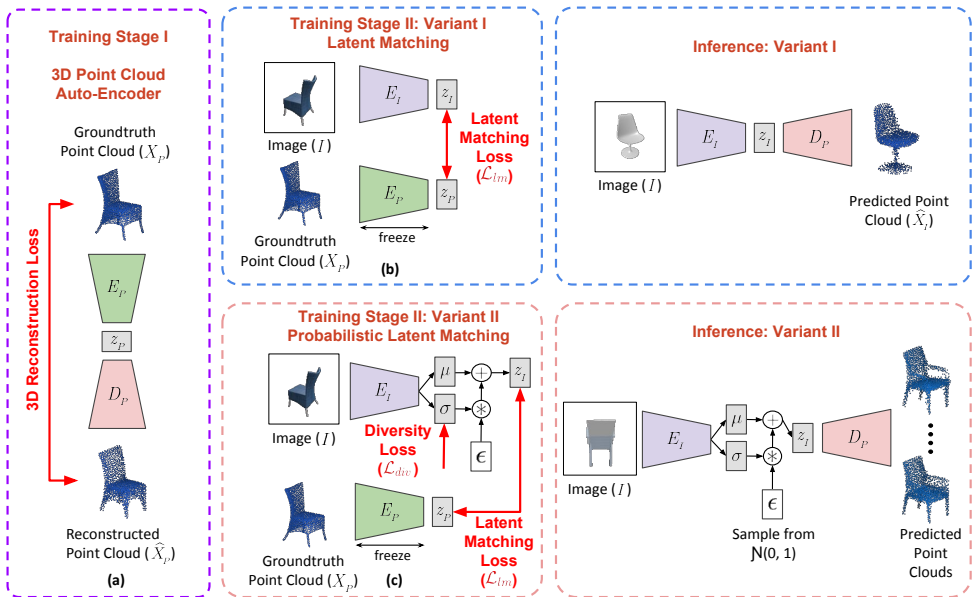 Training Stage I
3D Point Cloud
Auto-Encoder
Groundtruth
Point Cloud (X_P)
3D Reconstruction Loss
E_P
z_P
D_P
Reconstructed
Point Cloud (X̂_P)
(a)
Training Stage II: Variant I
Latent Matching
Image (I)
E_I
z_I
Latent
Matching
Loss
(ℒ_lm)
E_P
z_P
freeze
Groundtruth
Point Cloud (X_P)
(b)
Inference: Variant I
Image (I)
E_I
z_I
D_P
Predicted Point
Cloud (X̂_I)
Training Stage II: Variant II
Probabilistic Latent Matching
Image (I)
E_I
μ
σ
+
*
z_I
ϵ
Diversity
Loss
(ℒ_div)
E_P
z_P
freeze
Latent
Matching
Loss
(ℒ_lm)
Groundtruth
Point Cloud (X_P)
(c)
Inference: Variant II
Image (I)
E_I
μ
σ
+
*
z_I
D_P
ϵ
Sample from
N(0, 1)
Predicted
Point
Clouds